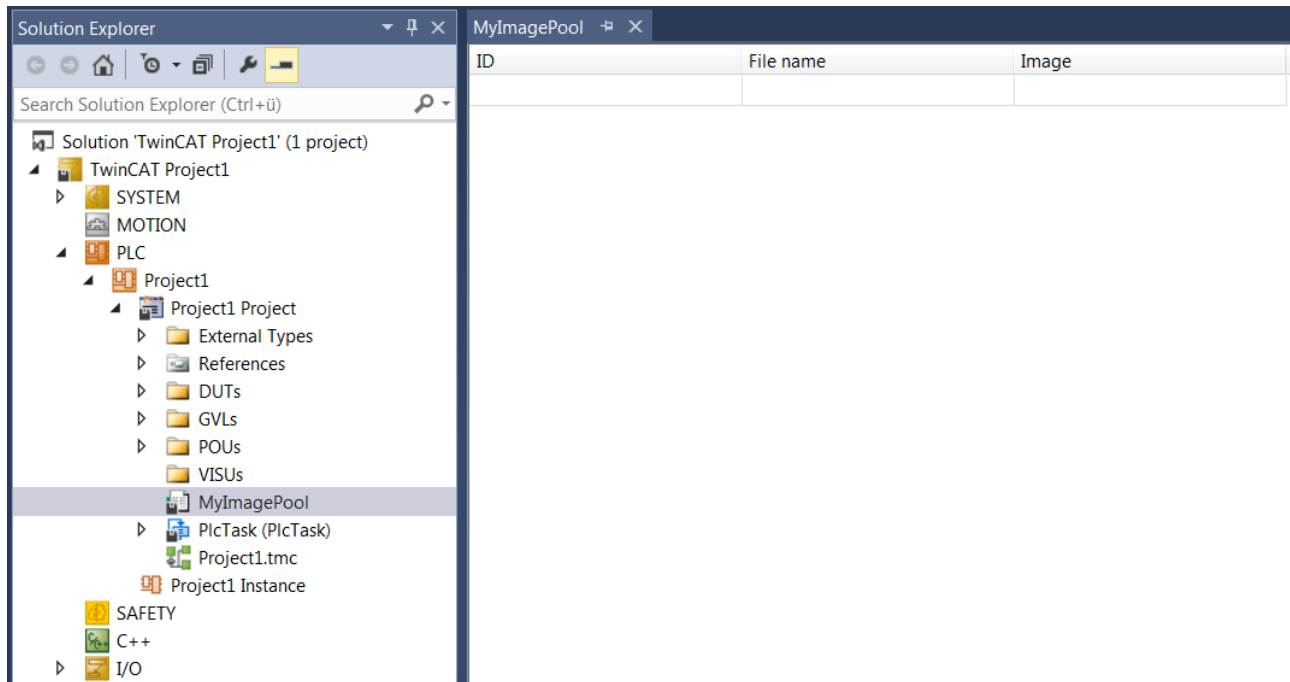 Solution Explorer
Search Solution Explorer (Ctrl+ü)
Solution 'TwinCAT Project1' (1 project)
TwinCAT Project1
SYSTEM
MOTION
PLC
Project1
Project1 Project
External Types
References
DUTs
GVLs
POUs
VISUs
MyImagePool
PlcTask (PlcTask)
Project1.tmc
Project1 Instance
SAFETY
C++
I/O
MyImagePool
ID File name Image